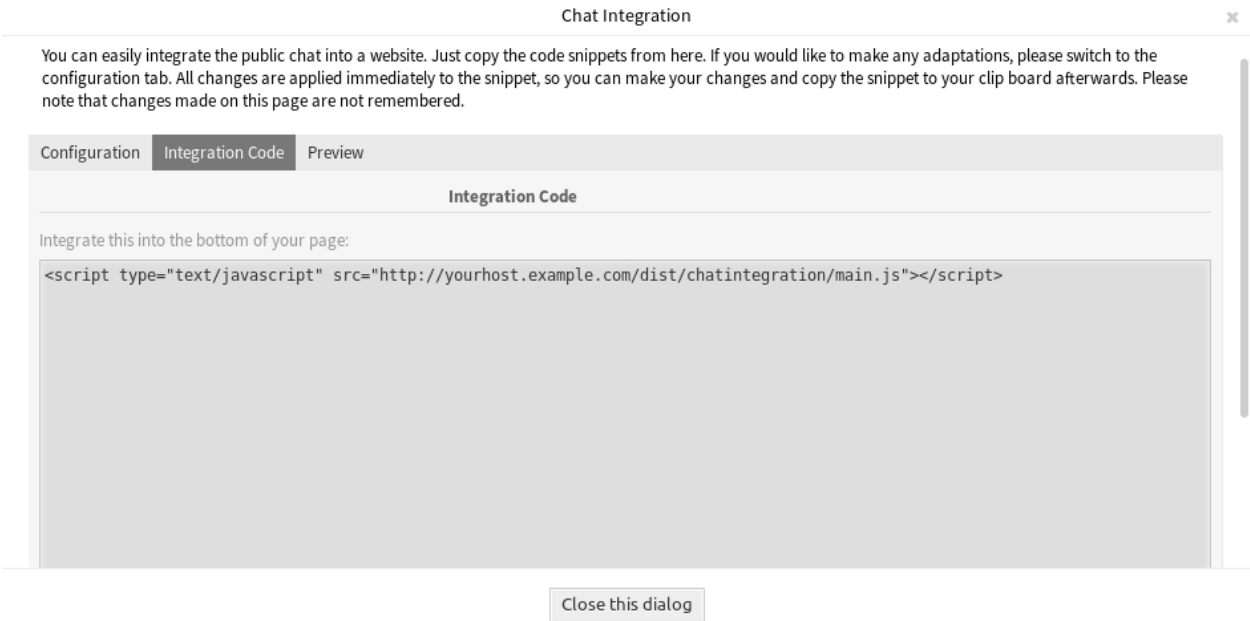 Chat Integration
×
You can easily integrate the public chat into a website. Just copy the code snippets from here. If you would like to make any adaptations, please switch to the
configuration tab. All changes are applied immediately to the snippet, so you can make your changes and copy the snippet to your clip board afterwards. Please
note that changes made on this page are not remembered.
Configuration Integration Code Preview
Integration Code
Integrate this into the bottom of your page:
<script type="text/javascript" src="http://yourhost.example.com/dist/chatintegration/main.js"></script>
Close this dialog